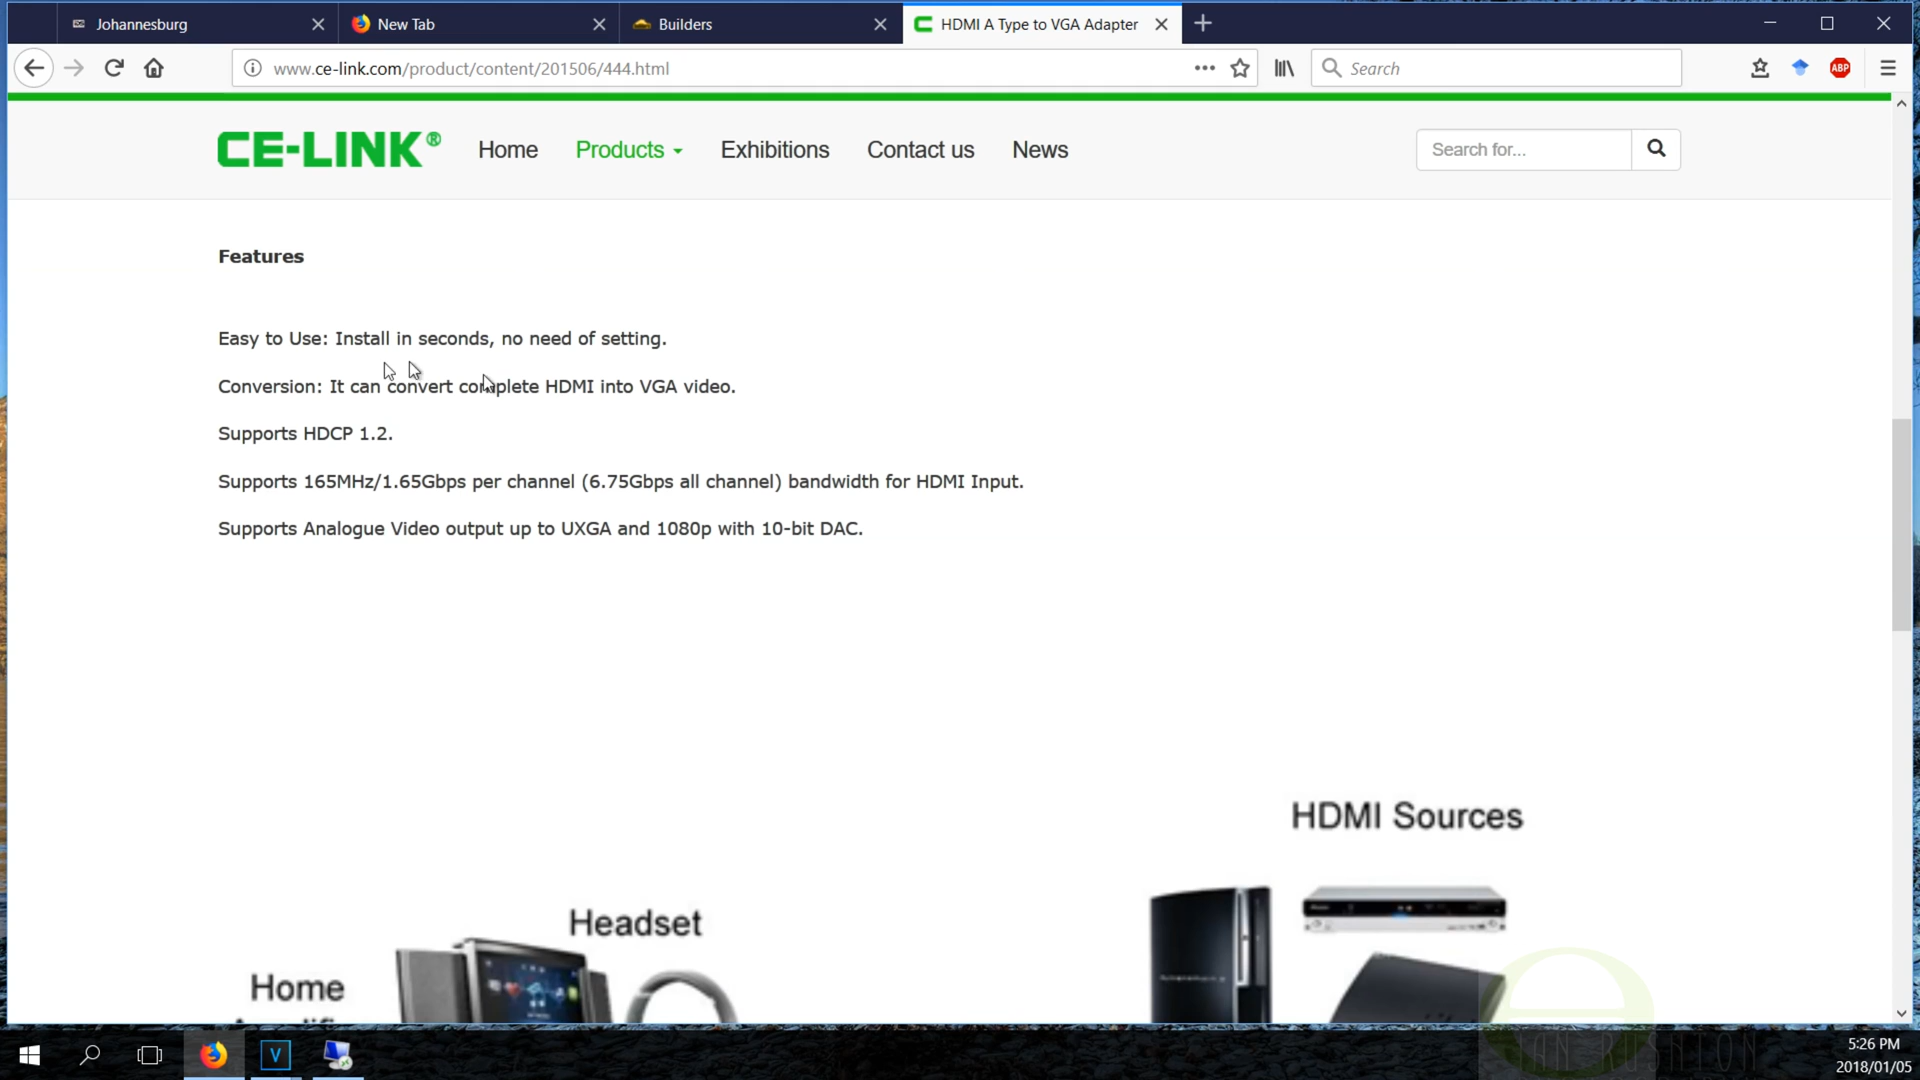 Johannesburg
New Tab
Builders
HDMI A Type to VGA Adapter
www.ce-link.com/product/content/201506/444.html
Search
ABP
CE-LINK®
Home
Products
Exhibitions
Contact us
News
Search for...
Features
Easy to Use: Install in seconds, no need of setting.
Conversion: It can convert complete HDMI into VGA video.
Supports HDCP 1.2.
Supports 165MHz/1.65Gbps per channel (6.75Gbps all channel) bandwidth for HDMI Input.
Supports Analogue Video output up to UXGA and 1080p with 10-bit DAC.
HDMI Sources
Headset
Home
V
IAN RUSHTON
5:26 PM
2018/01/05